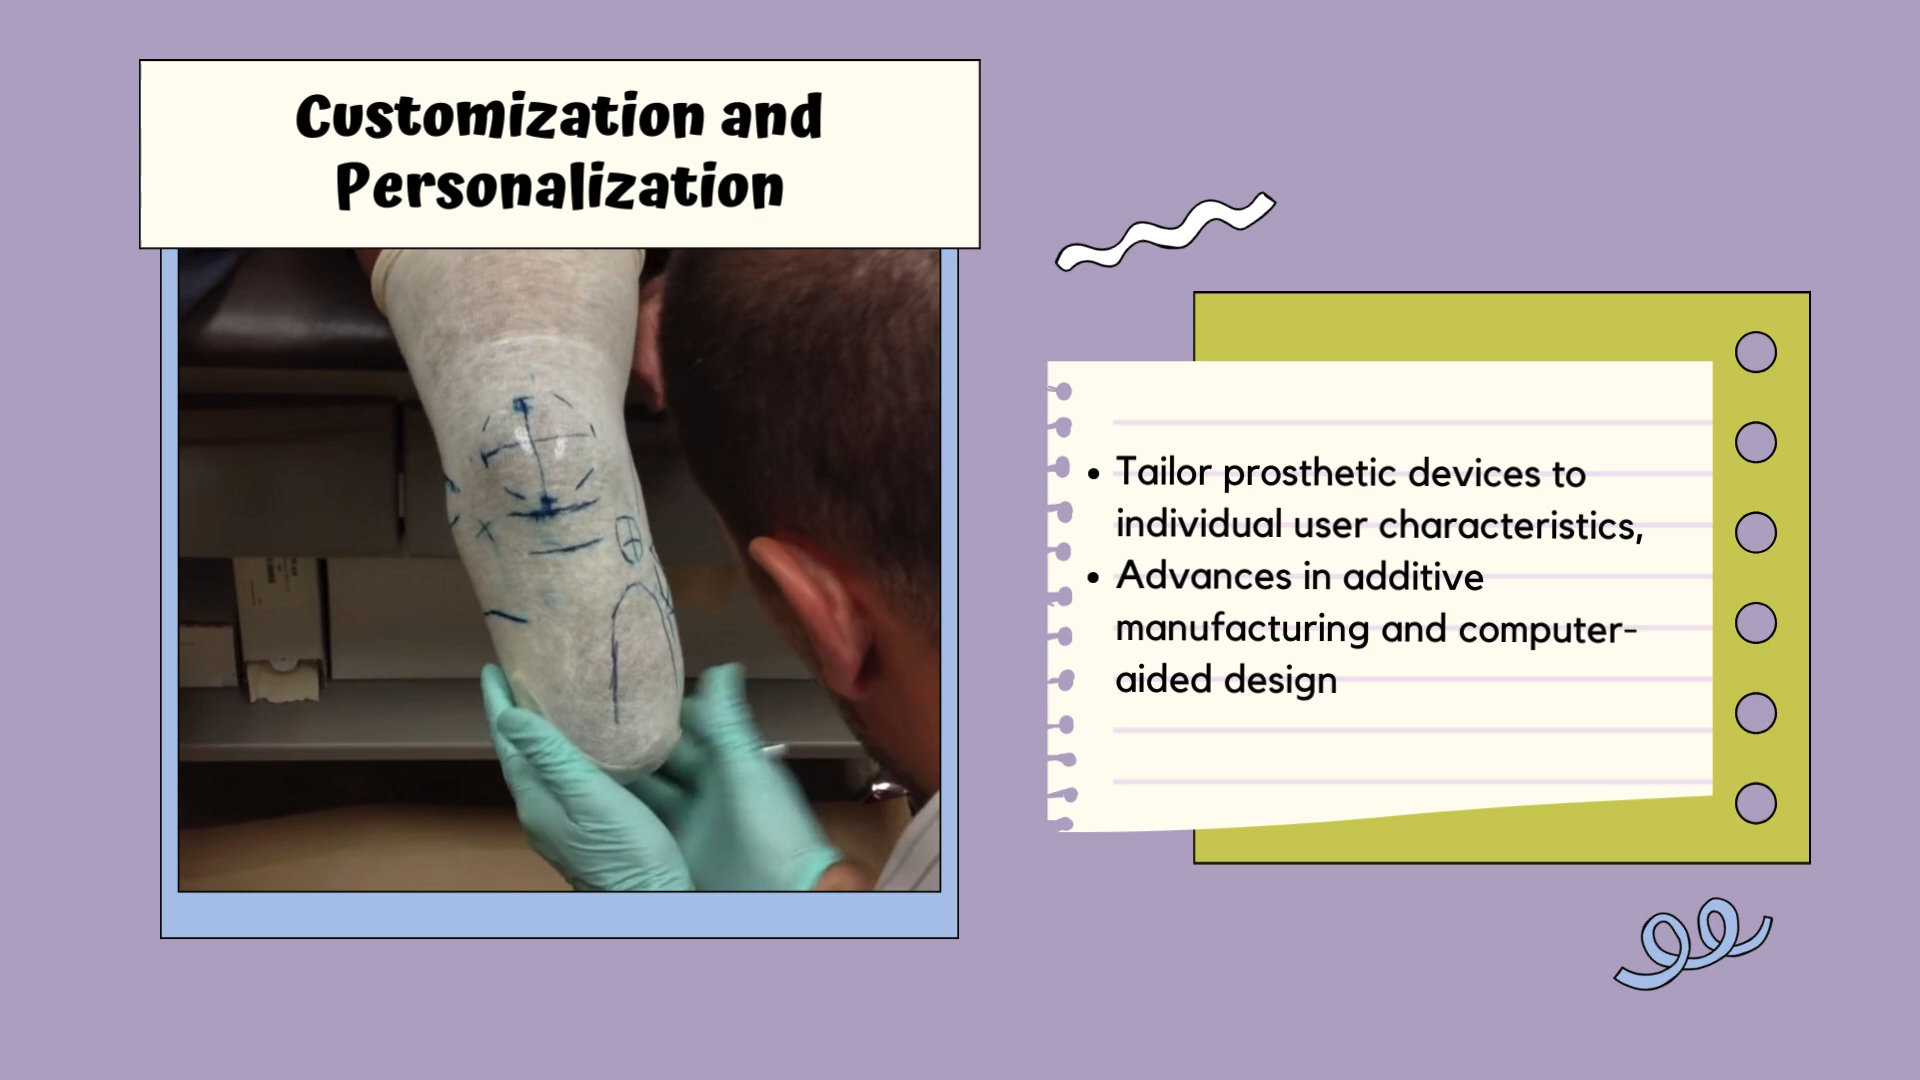 Customization and
Personalization
• Tailor prosthetic devices to
individual user characteristics,
• Advances in additive
manufacturing and computer-
aided design